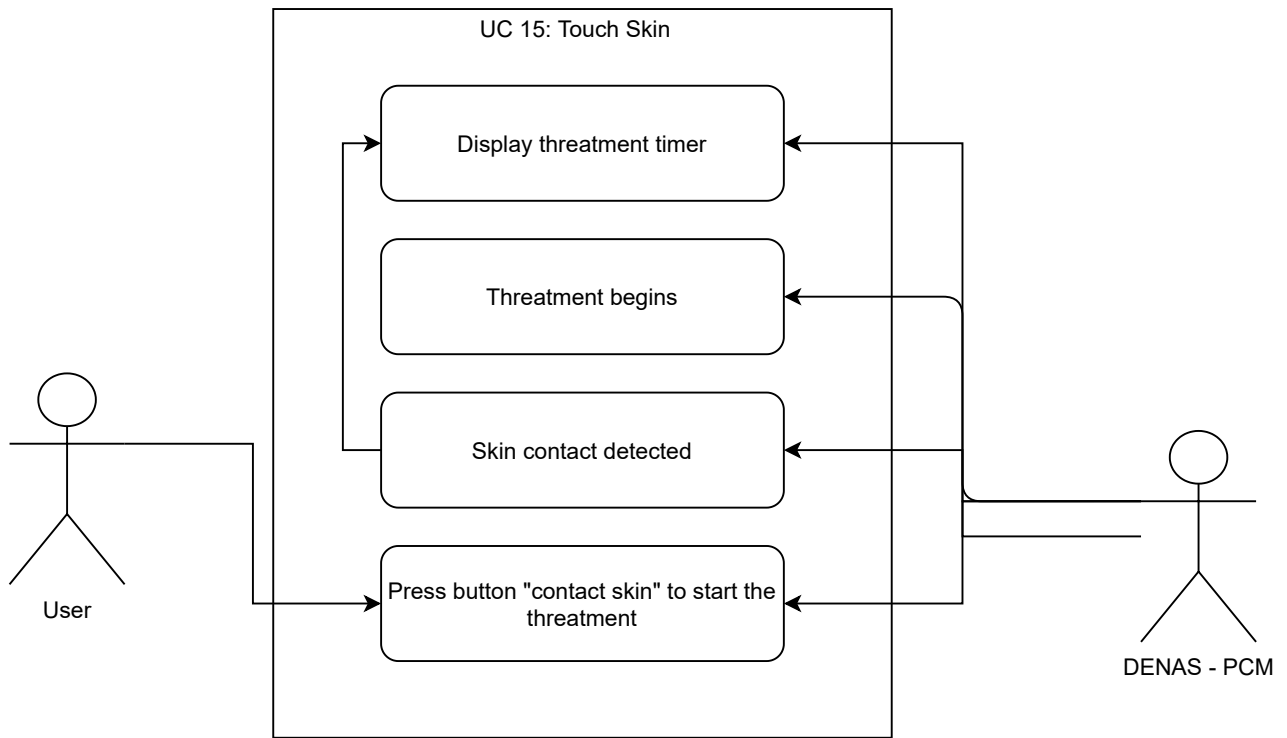 UC 15: Touch Skin
Display threatment timer
Threatment begins
Skin contact detected
Press button "contact skin" to start the
threatment
User
DENAS - PCM